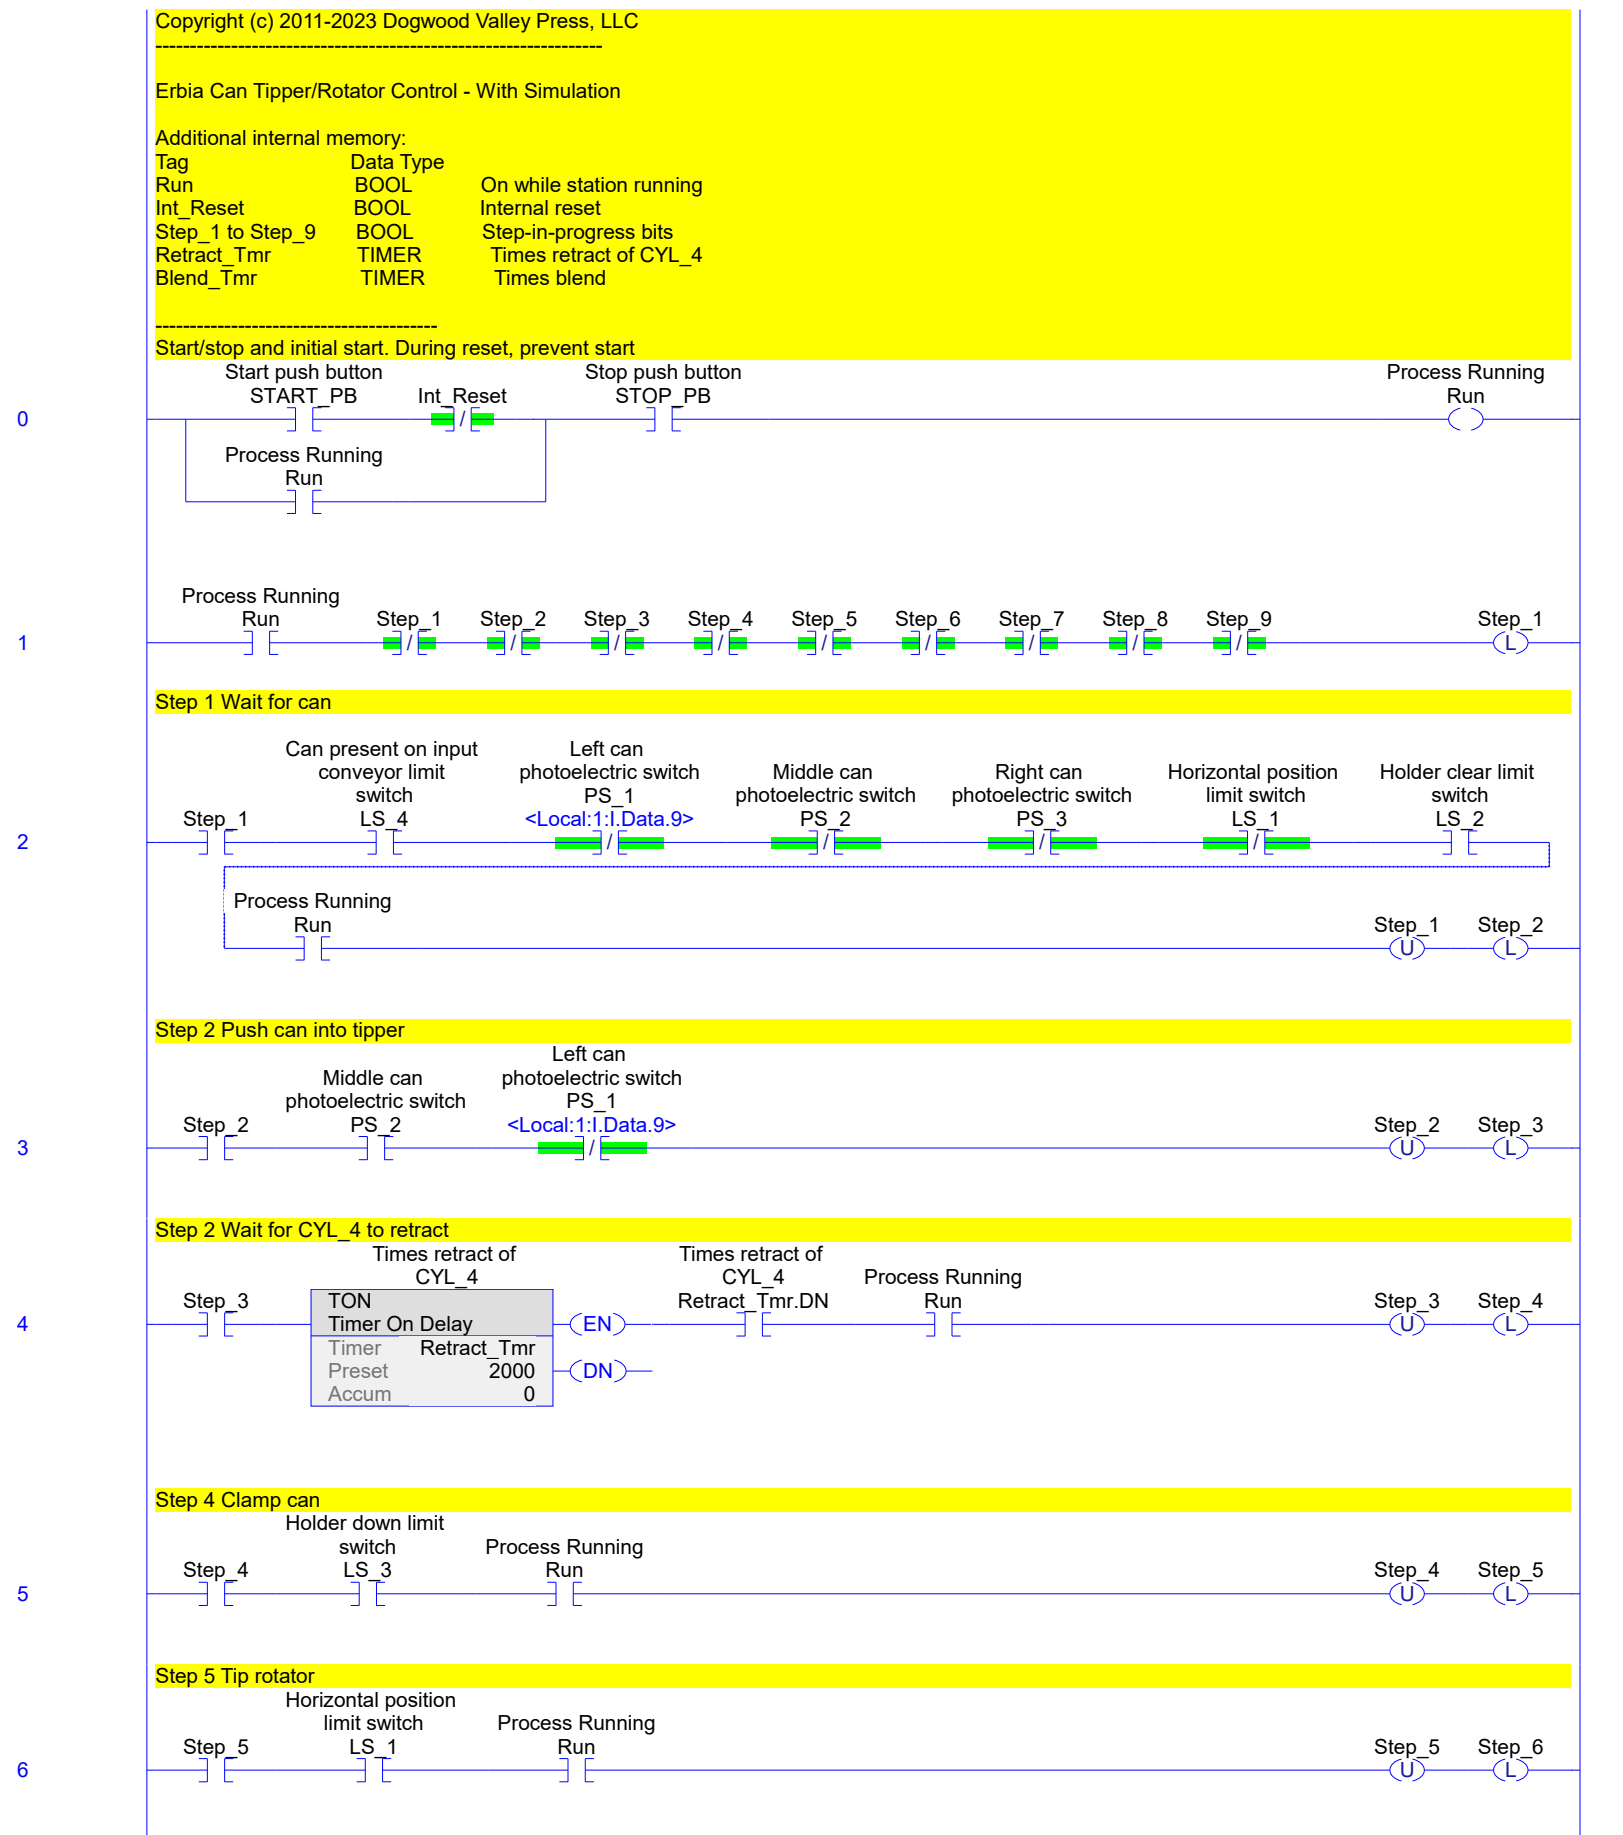 Copyright (c) 2011-2023 Dogwood Valley Press, LLC
-----------------------------------------------------------------
Erbia Can Tipper/Rotator Control - With Simulation
Additional internal memory:
Tag Data Type
Run BOOL On while station running
Int_Reset BOOL Internal reset
Step_1 to Step_9 BOOL Step-in-progress bits
Retract_Tmr TIMER Times retract of CYL_4
Blend_Tmr TIMER Times blend
-----------------------------------------
Start/stop and initial start. During reset, prevent start
Start push button Stop push button Process Running
START_PB Int_Reset STOP_PB Run
0 /
Process Running
Run
Process Running
Run Step_1 Step_2 Step_3 Step_4 Step_5 Step_6 Step_7 Step_8 Step_9 Step_1
1 / / / / / / / / / L
Step 1 Wait for can
Can present on input Left can
conveyor limit photoelectric switch Middle can Right can Horizontal position Holder clear limit
switch PS_1 photoelectric switch photoelectric switch limit switch switch
Step_1 LS_4 <Local:1:I.Data.9> PS_2 PS_3 LS_1 LS_2
2 / / / /
Process Running
Run Step_1 Step_2
U L
Step 2 Push can into tipper
Left can
Middle can photoelectric switch
photoelectric switch PS_1
Step_2 PS_2 <Local:1:I.Data.9> Step_2 Step_3
3 / U L
Step 2 Wait for CYL_4 to retract
Times retract of Times retract of
CYL_4 CYL_4 Process Running
Step_3 TON Retract_Tmr.DN Run Step_3 Step_4
4 Timer On Delay EN U L
Timer Retract_Tmr
Preset 2000 DN
Accum 0
Step 4 Clamp can
Holder down limit
switch Process Running
Step_4 LS_3 Run Step_4 Step_5
5 U L
Step 5 Tip rotator
Horizontal position
limit switch Process Running
Step_5 LS_1 Run Step_5 Step_6
6 U L